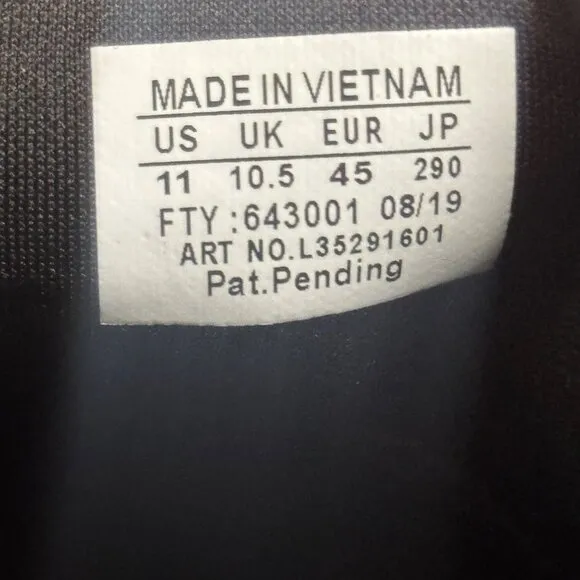 MADE IN VIETNAM
US UK EUR JP
11 10.5 45 290
FTY :643001 08/19
ART NO.L35291601
Pat.Pending